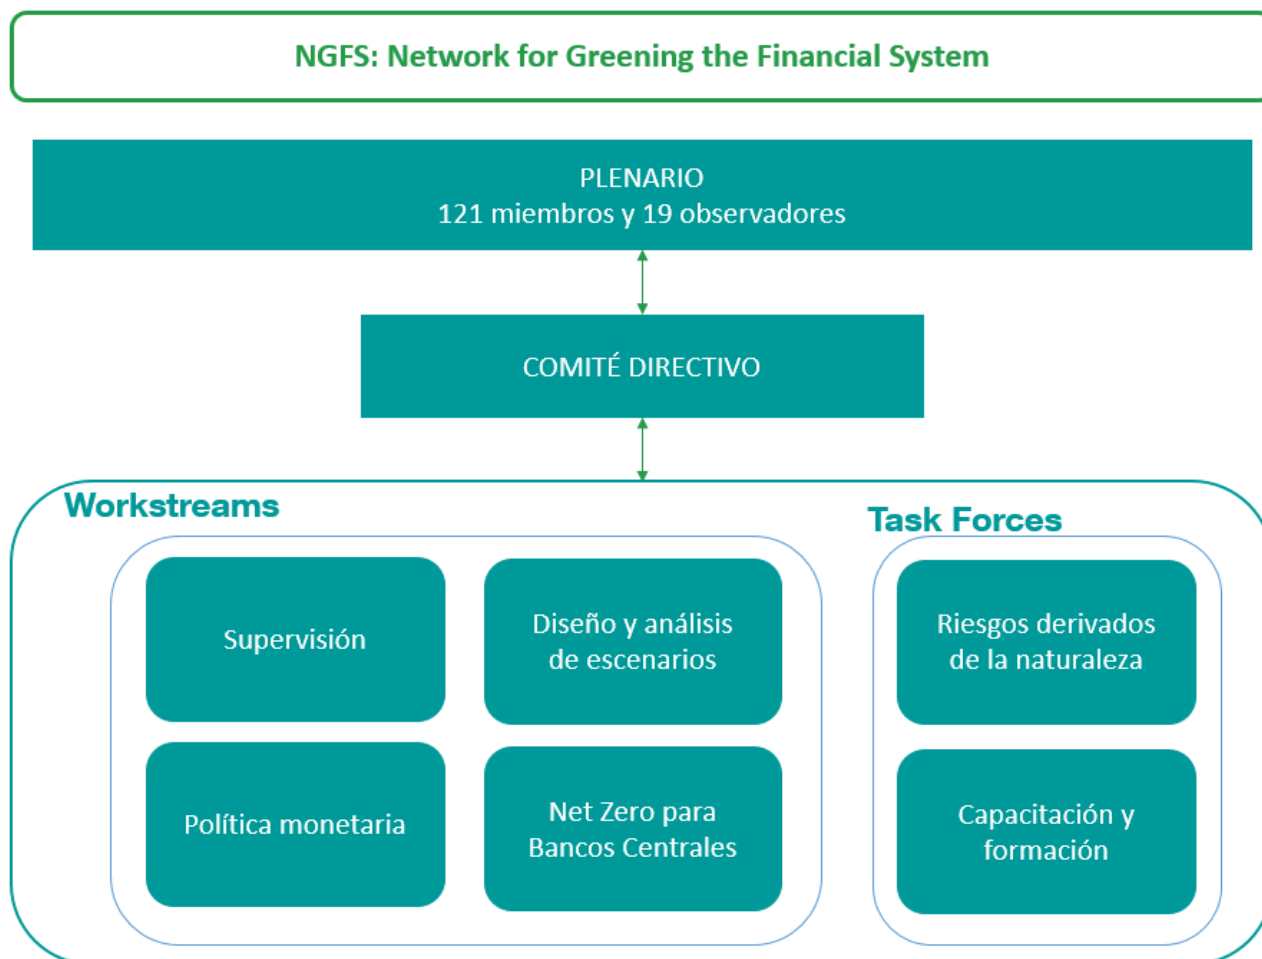 NGFS: Network for Greening the Financial System
PLENARIO
121 miembros y 19 observadores
COMITÉ DIRECTIVO
Workstreams
Task Forces
Supervisión
Diseño y análisis
de escenarios
Riesgos derivados
de la naturaleza
Política monetaria
Net Zero para
Bancos Centrales
Capacitación y
formación